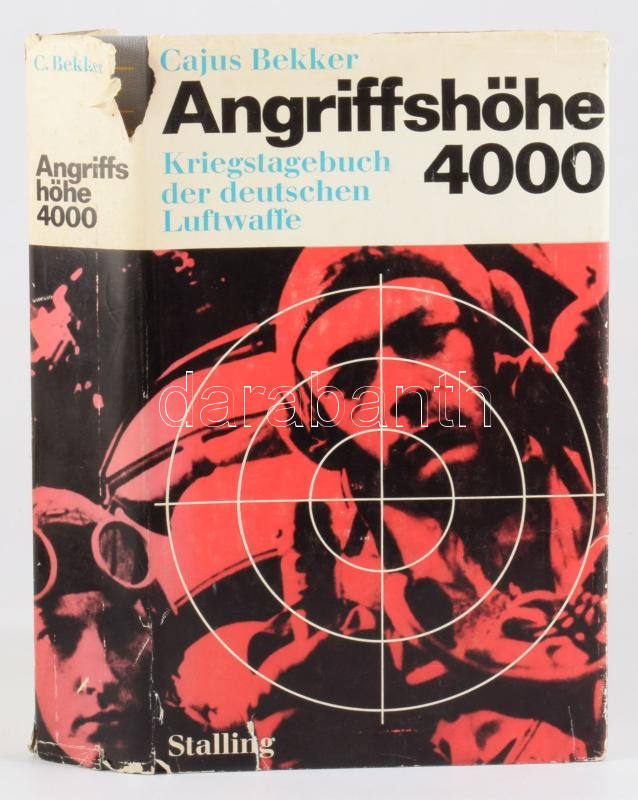 C. Bekker
Angriffs
höhe
4000
Cajus Bekker
Angriffshöhe
4000
Kriegstagebuch
der deutschen
Luftwaffe
darabanth
Stalling